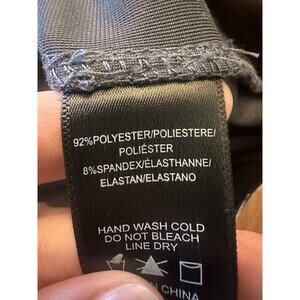 92%POLYESTER/POLIESTERE/
POLIÉSTER
8%SPANDEX/ÉLASTHANNE/
ELASTAN/ELASTANO
HAND WASH COLD
DO NOT BLEACH
LINE DRY
CHINA